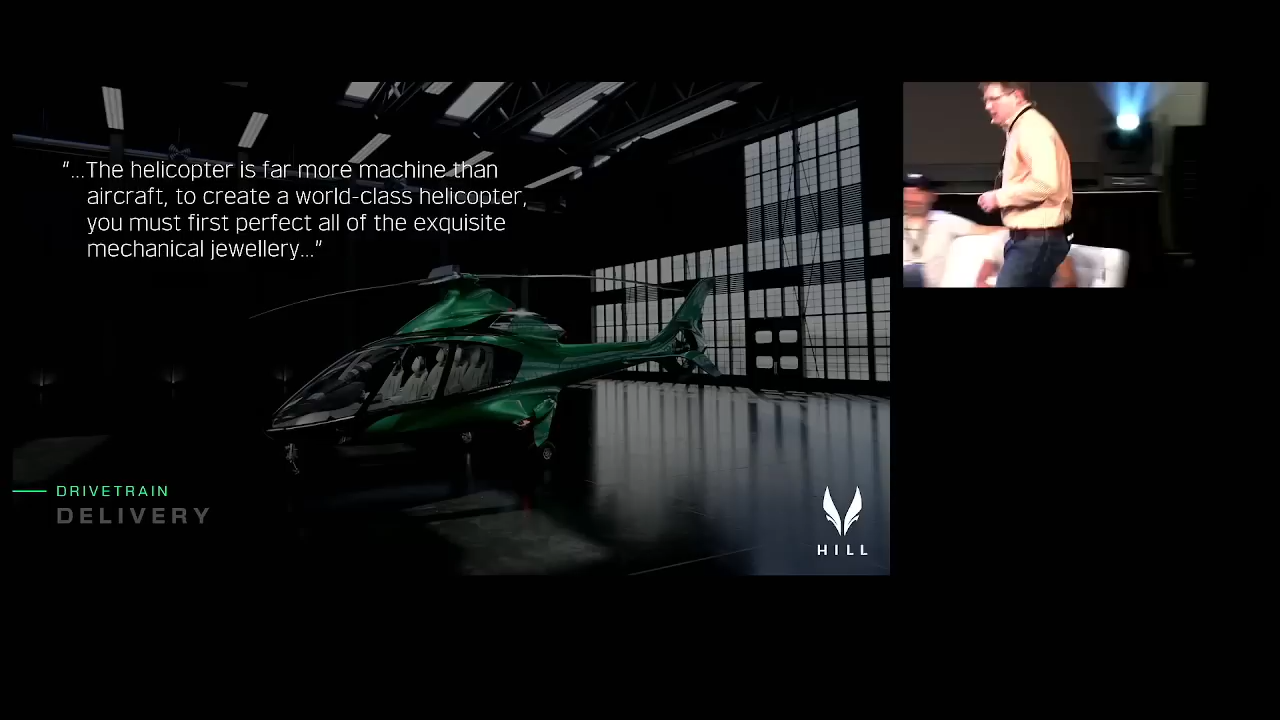 “...The helicopter is far more machine than
aircraft, to create a world-class helicopter,
you must first perfect all of the exquisite
mechanical jewellery...”
DRIVETRAIN
DELIVERY
HILL